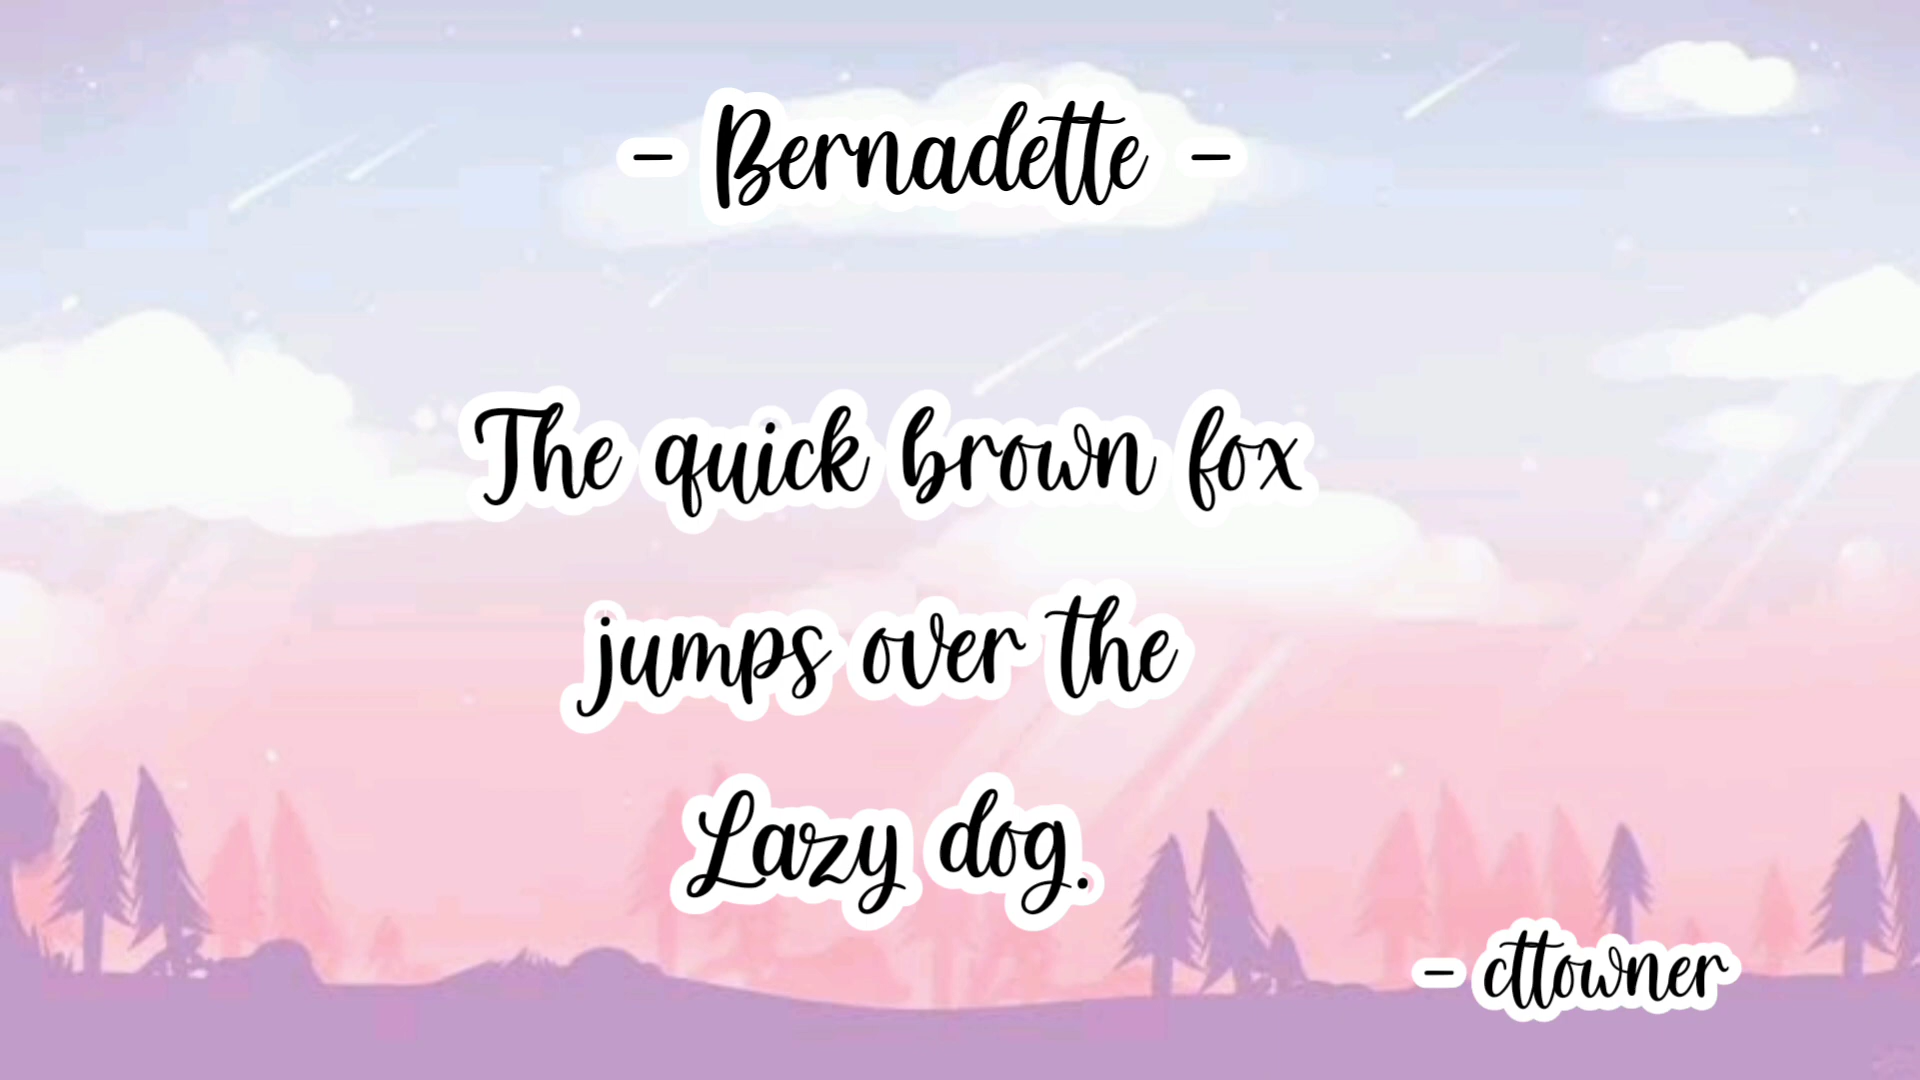 - Bernadette -
The quick brown fox
jumps over the
Lazy dog.
- cttowner